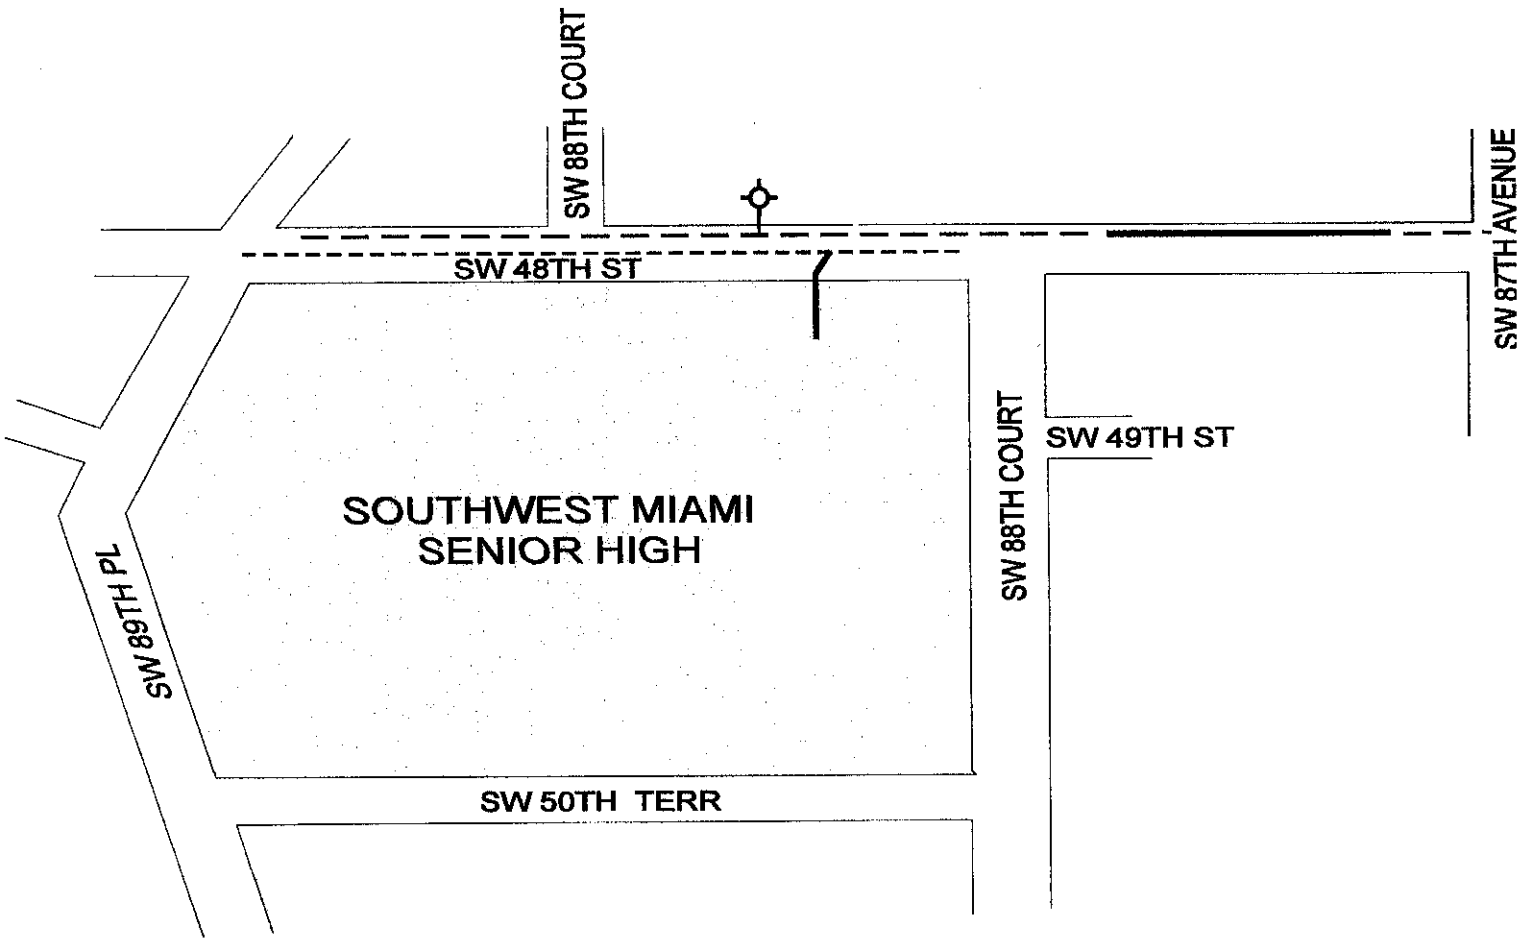 SW 88TH COURT
SW 87TH AVENUE
SW 48TH ST
SW 88TH COURT
SW 49TH ST
SOUTHWEST MIAMI
SENIOR HIGH
SW 89TH PL
SW 50TH TERR